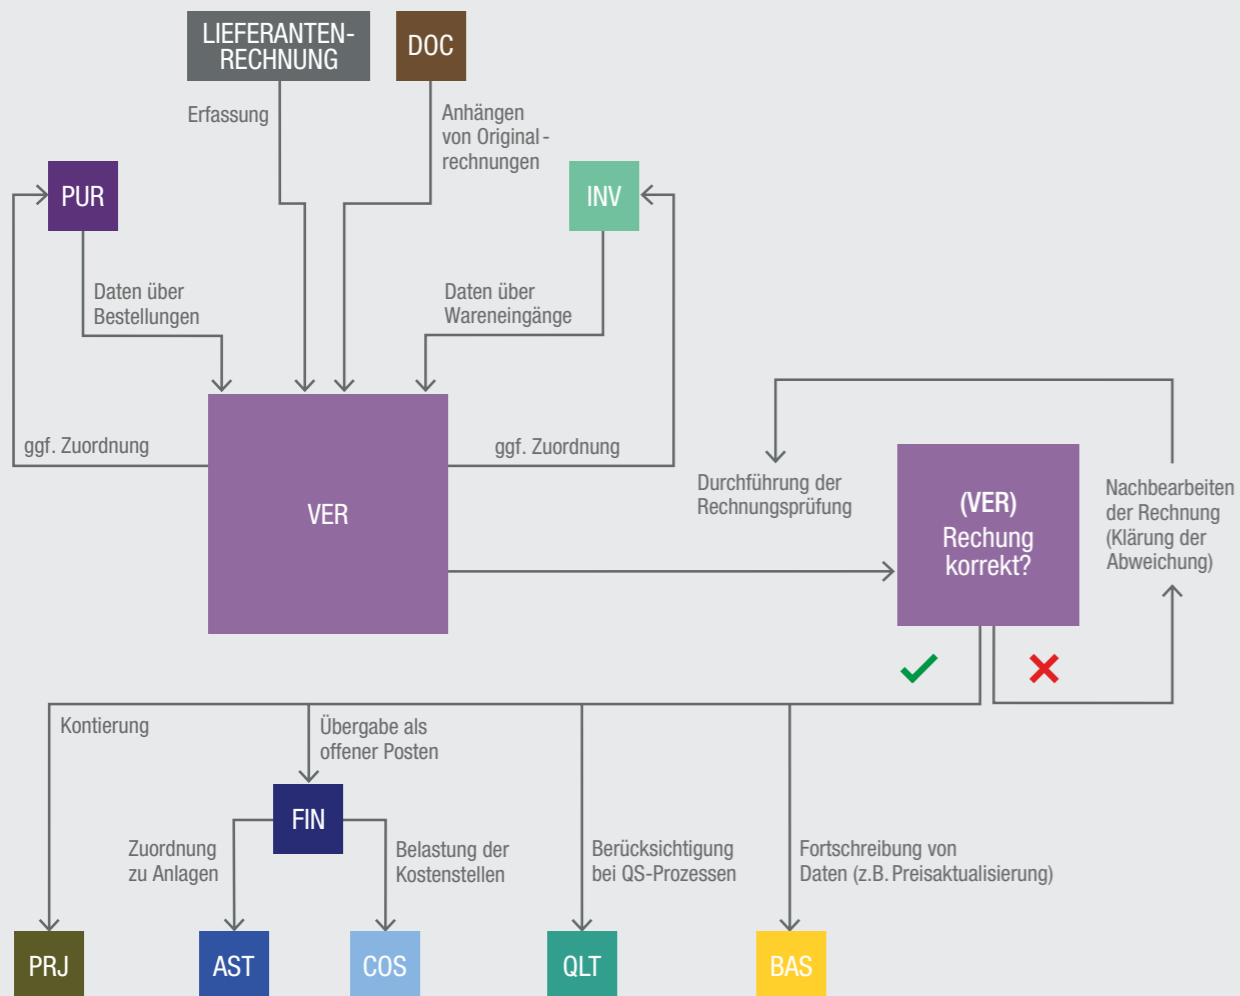 LIEFERANTEN-
RECHNUNG
DOC
Erfassung
Anhängen
von Original -
rechnungen
PUR
INV
Daten über
Bestellungen
Daten über
Wareneingänge
ggf. Zuordnung
ggf. Zuordnung
VER
Durchführung der
Rechnungsprüfung
(VER)
Rechung
korrekt?
Nachbearbeiten
der Rechnung
(Klärung der
Abweichung)
Kontierung
Übergabe als
offener Posten
FIN
Zuordnung
zu Anlagen
Belastung der
Kostenstellen
Berücksichtigung
bei QS-Prozessen
Fortschreibung von
Daten (z.B. Preisaktualisierung)
PRJ
AST
COS
QLT
BAS